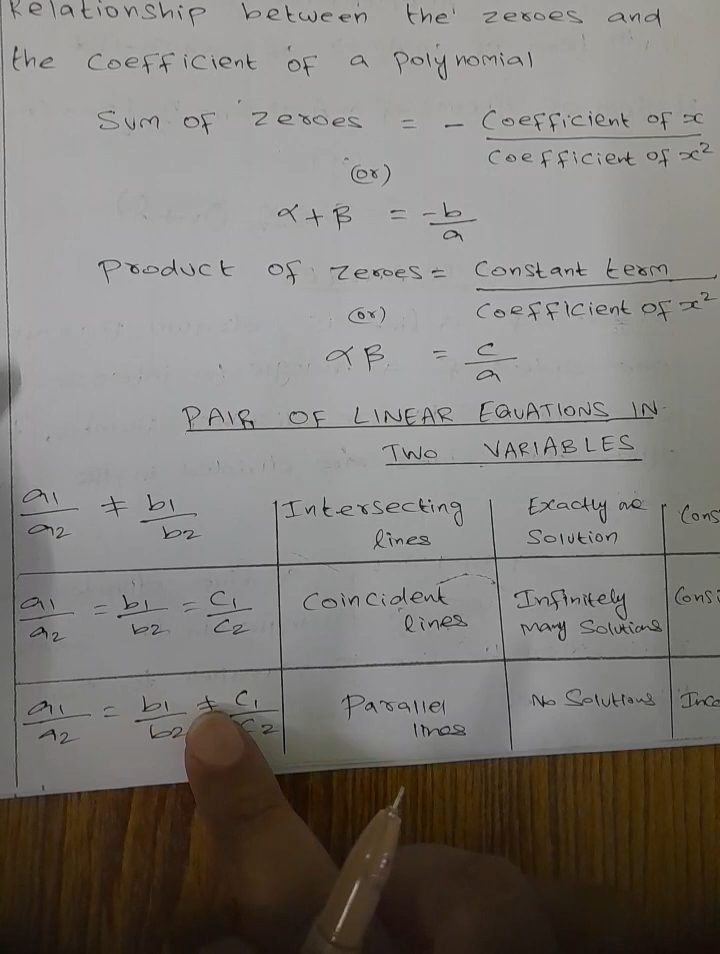 Relationship between the zeroes and
the Coefficient of a polynomial
Sum of zeroes = - Coefficient of x / Coefficient of x²
(or)
α + β = -b/a
Product of zeroes = Constant term / Coefficient of x²
(or)
αβ = c/a
PAIR OF LINEAR EQUATIONS IN
TWO VARIABLES
a1/a2 ≠ b1/b2 Intersecting lines Exactly one Solution Cons
a1/a2 = b1/b2 = c1/c2 Coincident lines Infinitely many Solutions Consi
a1/a2 = b1/b2 ≠ c1/c2 Parallel lines No Solutions Inco